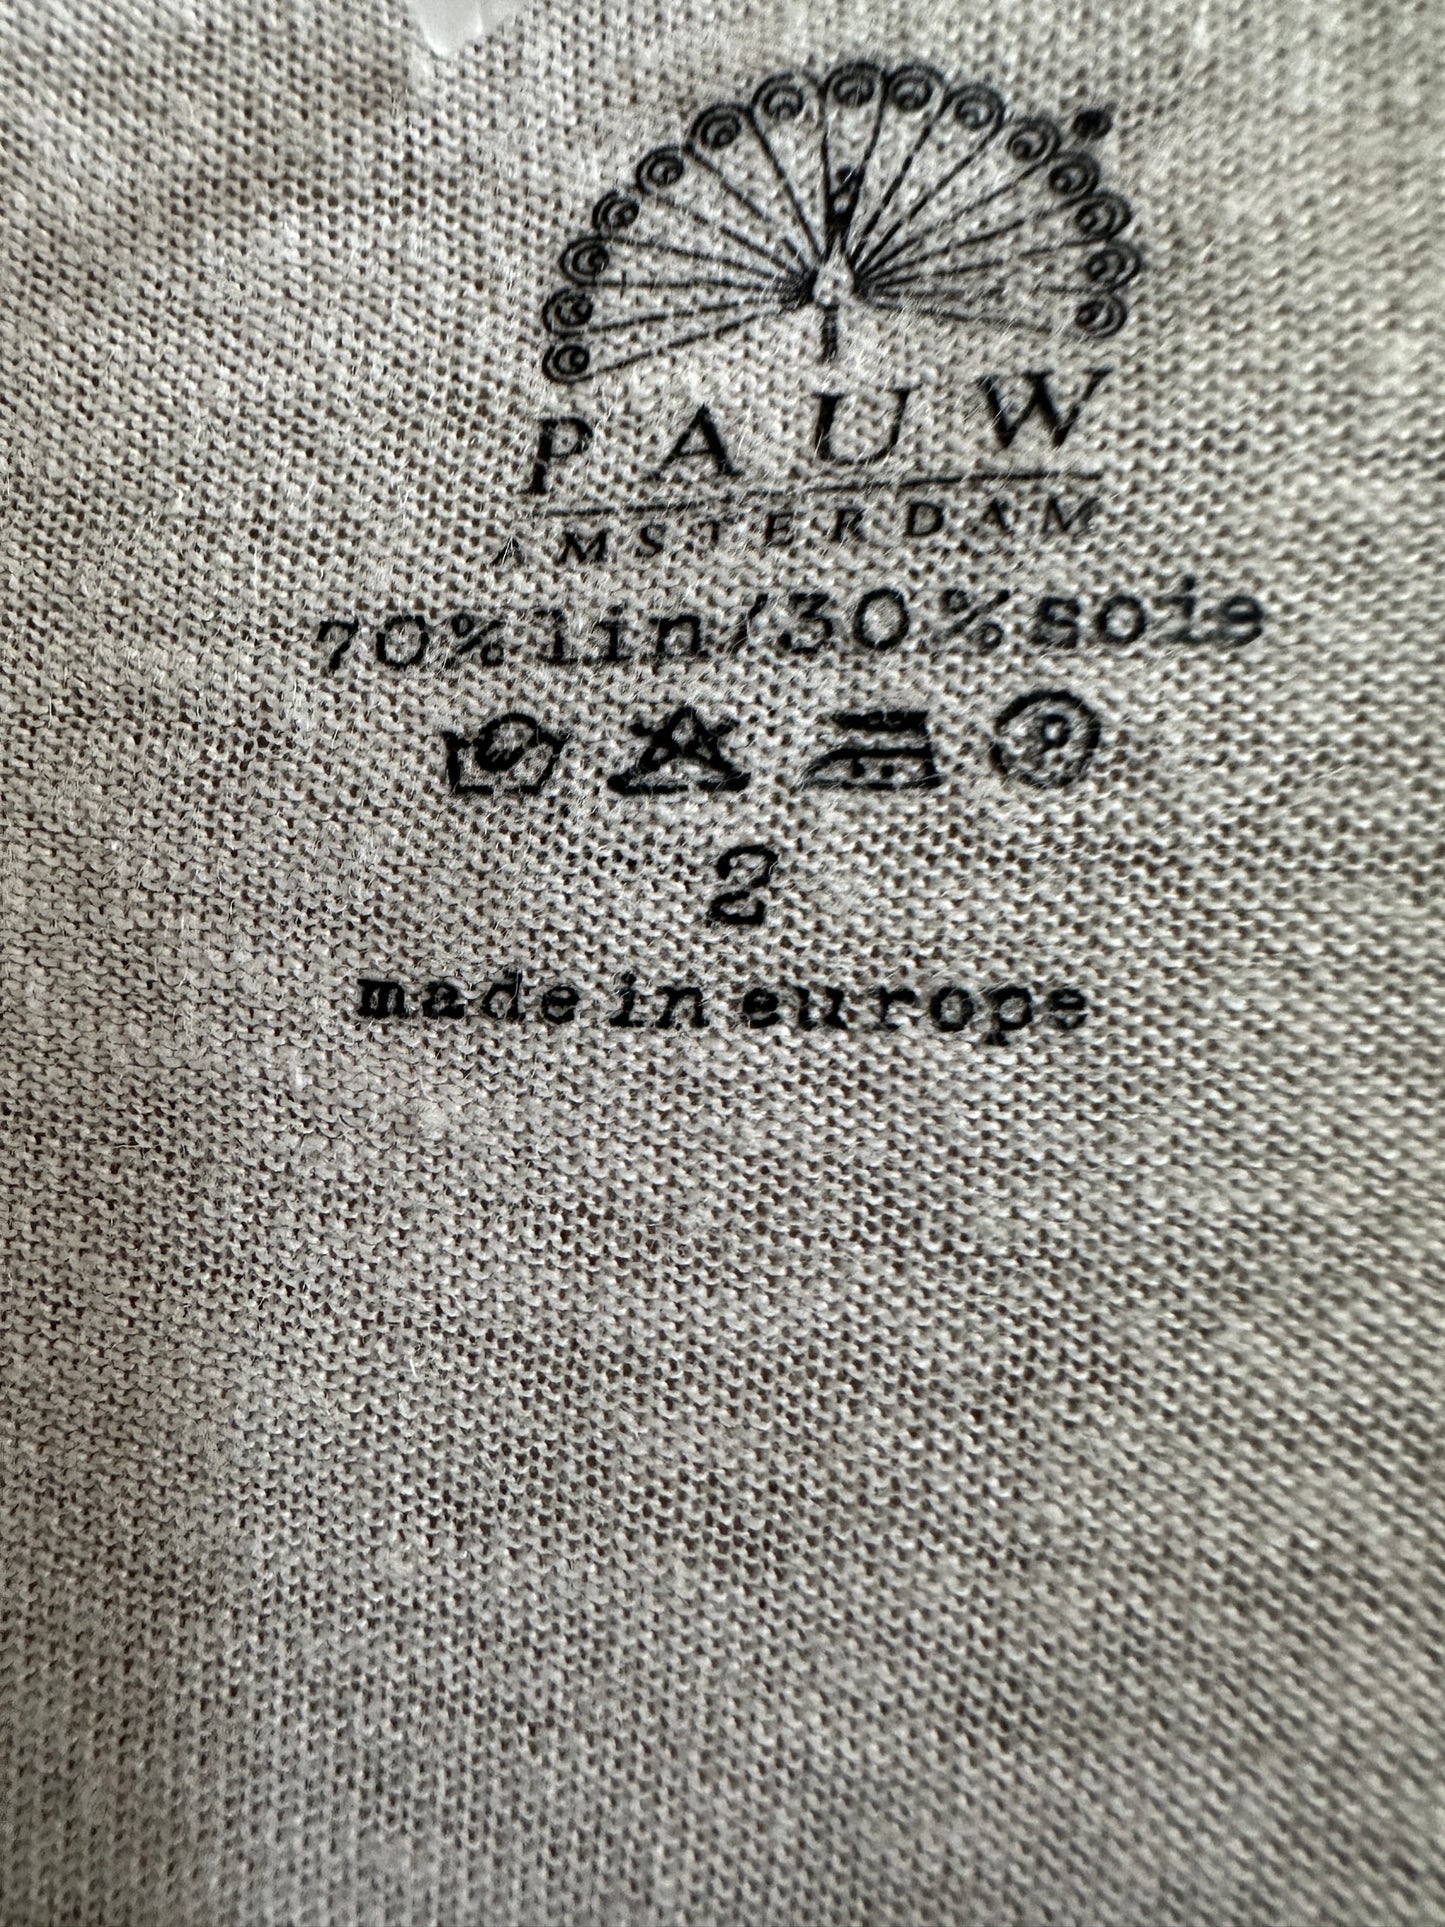 PAUW
AMSTERDAM
70% lin/30% soie
P
2
made in europe